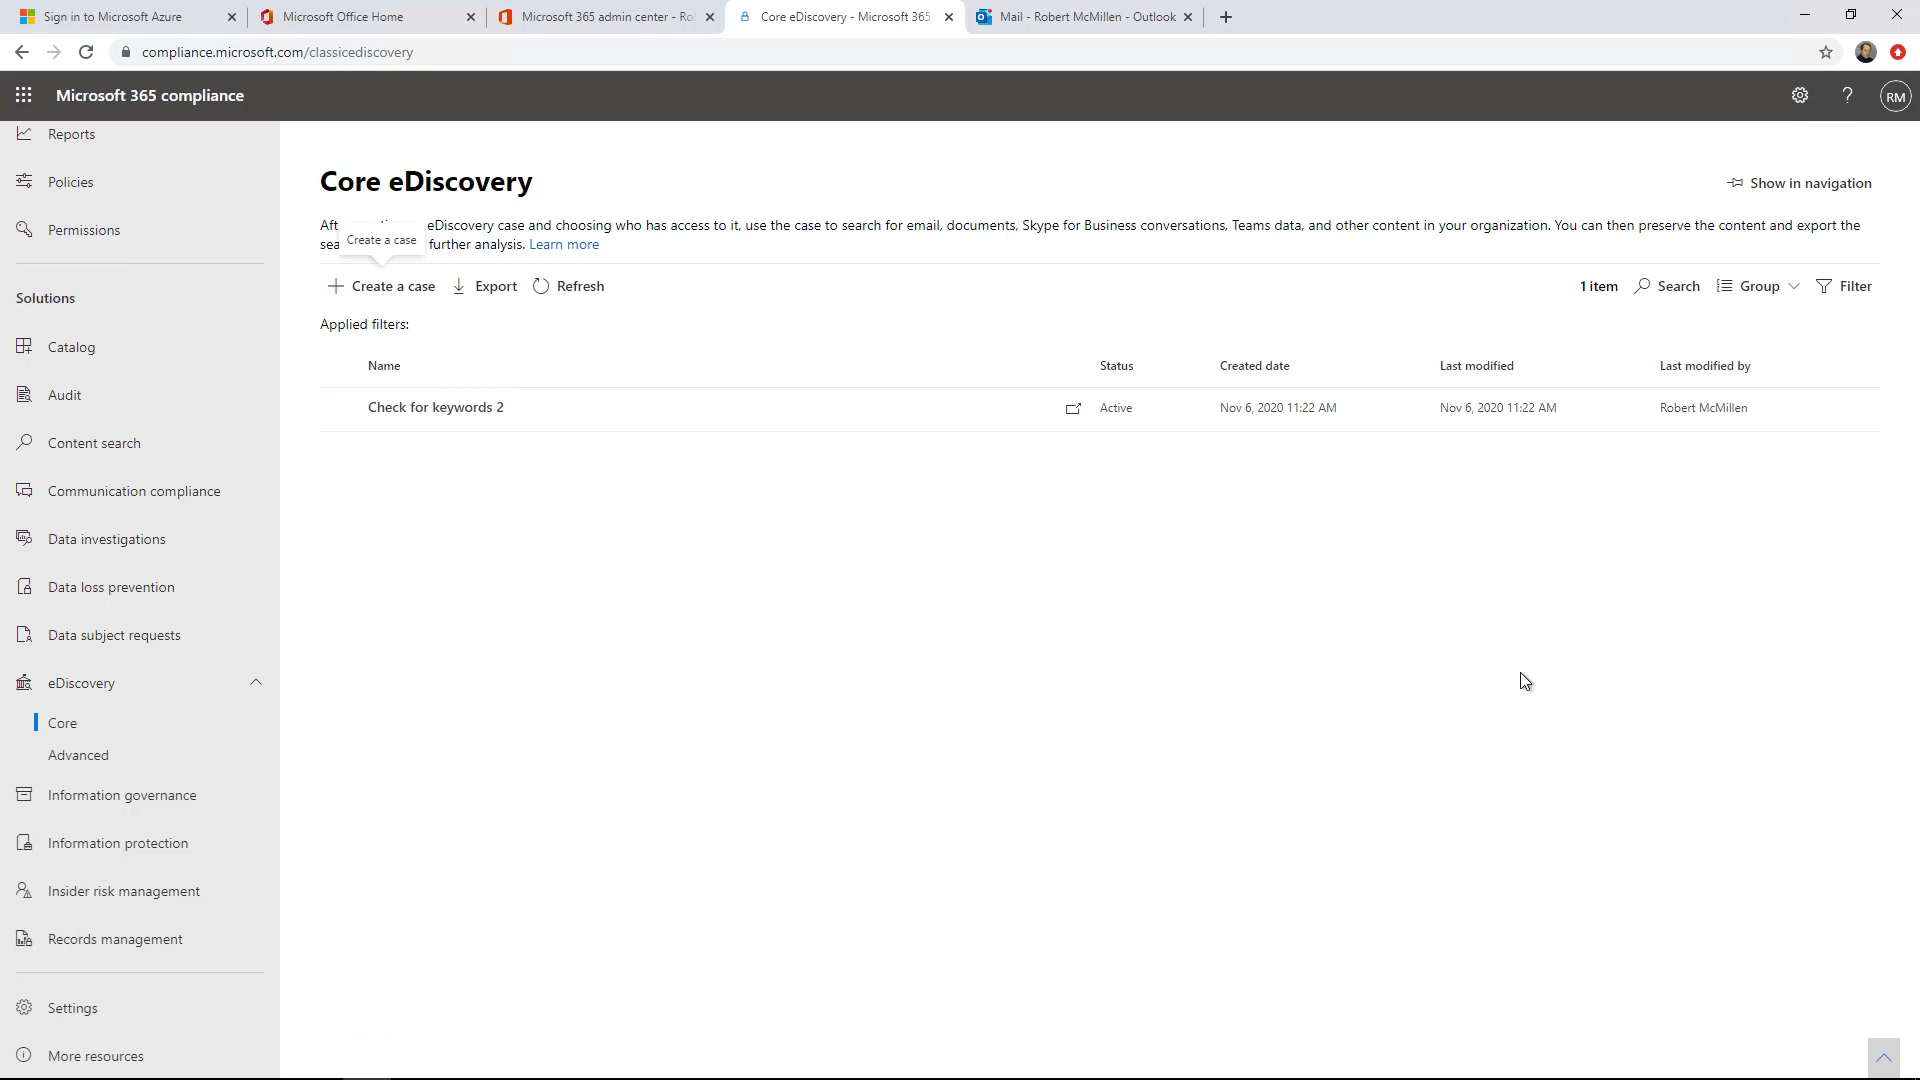 Sign in to Microsoft Azure
Microsoft Office Home
Microsoft 365 admin center - Ro
Core eDiscovery - Microsoft 365
Mail - Robert McMillen - Outlook
compliance.microsoft.com/classicediscovery
Microsoft 365 compliance
RM
Reports
Policies
Permissions
Solutions
Catalog
Audit
Content search
Communication compliance
Data investigations
Data loss prevention
Data subject requests
eDiscovery
Core
Advanced
Information governance
Information protection
Insider risk management
Records management
Settings
More resources
Core eDiscovery
Show in navigation
Aft eDiscovery case and choosing who has access to it, use the case to search for email, documents, Skype for Business conversations, Teams data, and other content in your organization. You can then preserve the content and export the
sea further analysis. Learn more
Create a case
Create a case Export Refresh
1 item Search Group Filter
Applied filters:
Name Status Created date Last modified Last modified by
Check for keywords 2 Active Nov 6, 2020 11:22 AM Nov 6, 2020 11:22 AM Robert McMillen